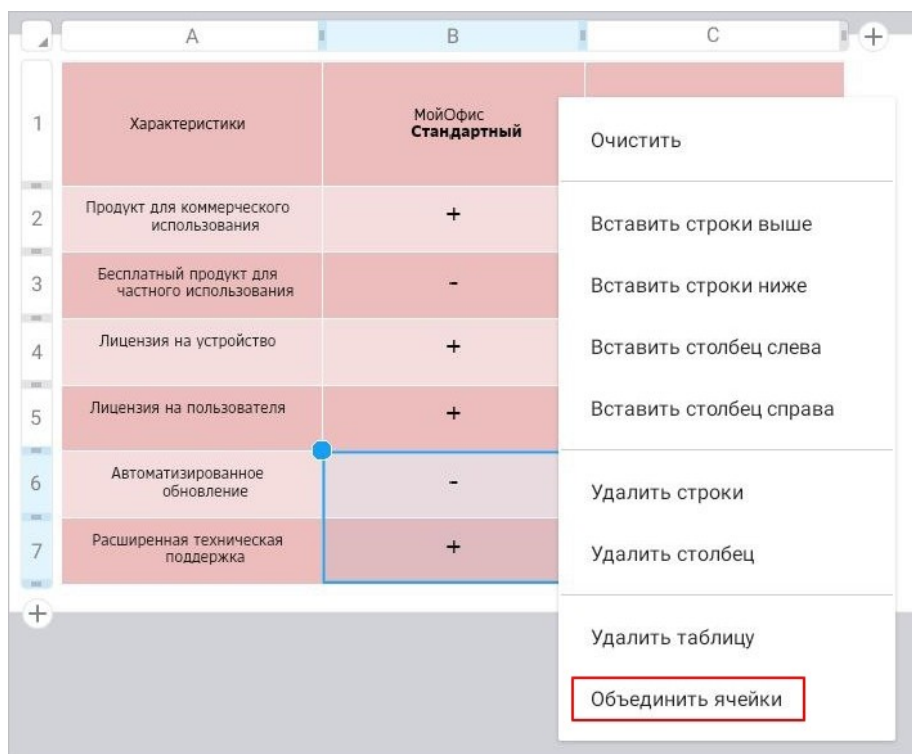 A B C +
1 Характеристики МойОфис
Стандартный
2 Продукт для коммерческого
использования +
3 Бесплатный продукт для
частного использования -
4 Лицензия на устройство +
5 Лицензия на пользователя +
6 Автоматизированное
обновление -
7 Расширенная техническая
поддержка +
+
Очистить
Вставить строки выше
Вставить строки ниже
Вставить столбец слева
Вставить столбец справа
Удалить строки
Удалить столбец
Удалить таблицу
Объединить ячейки